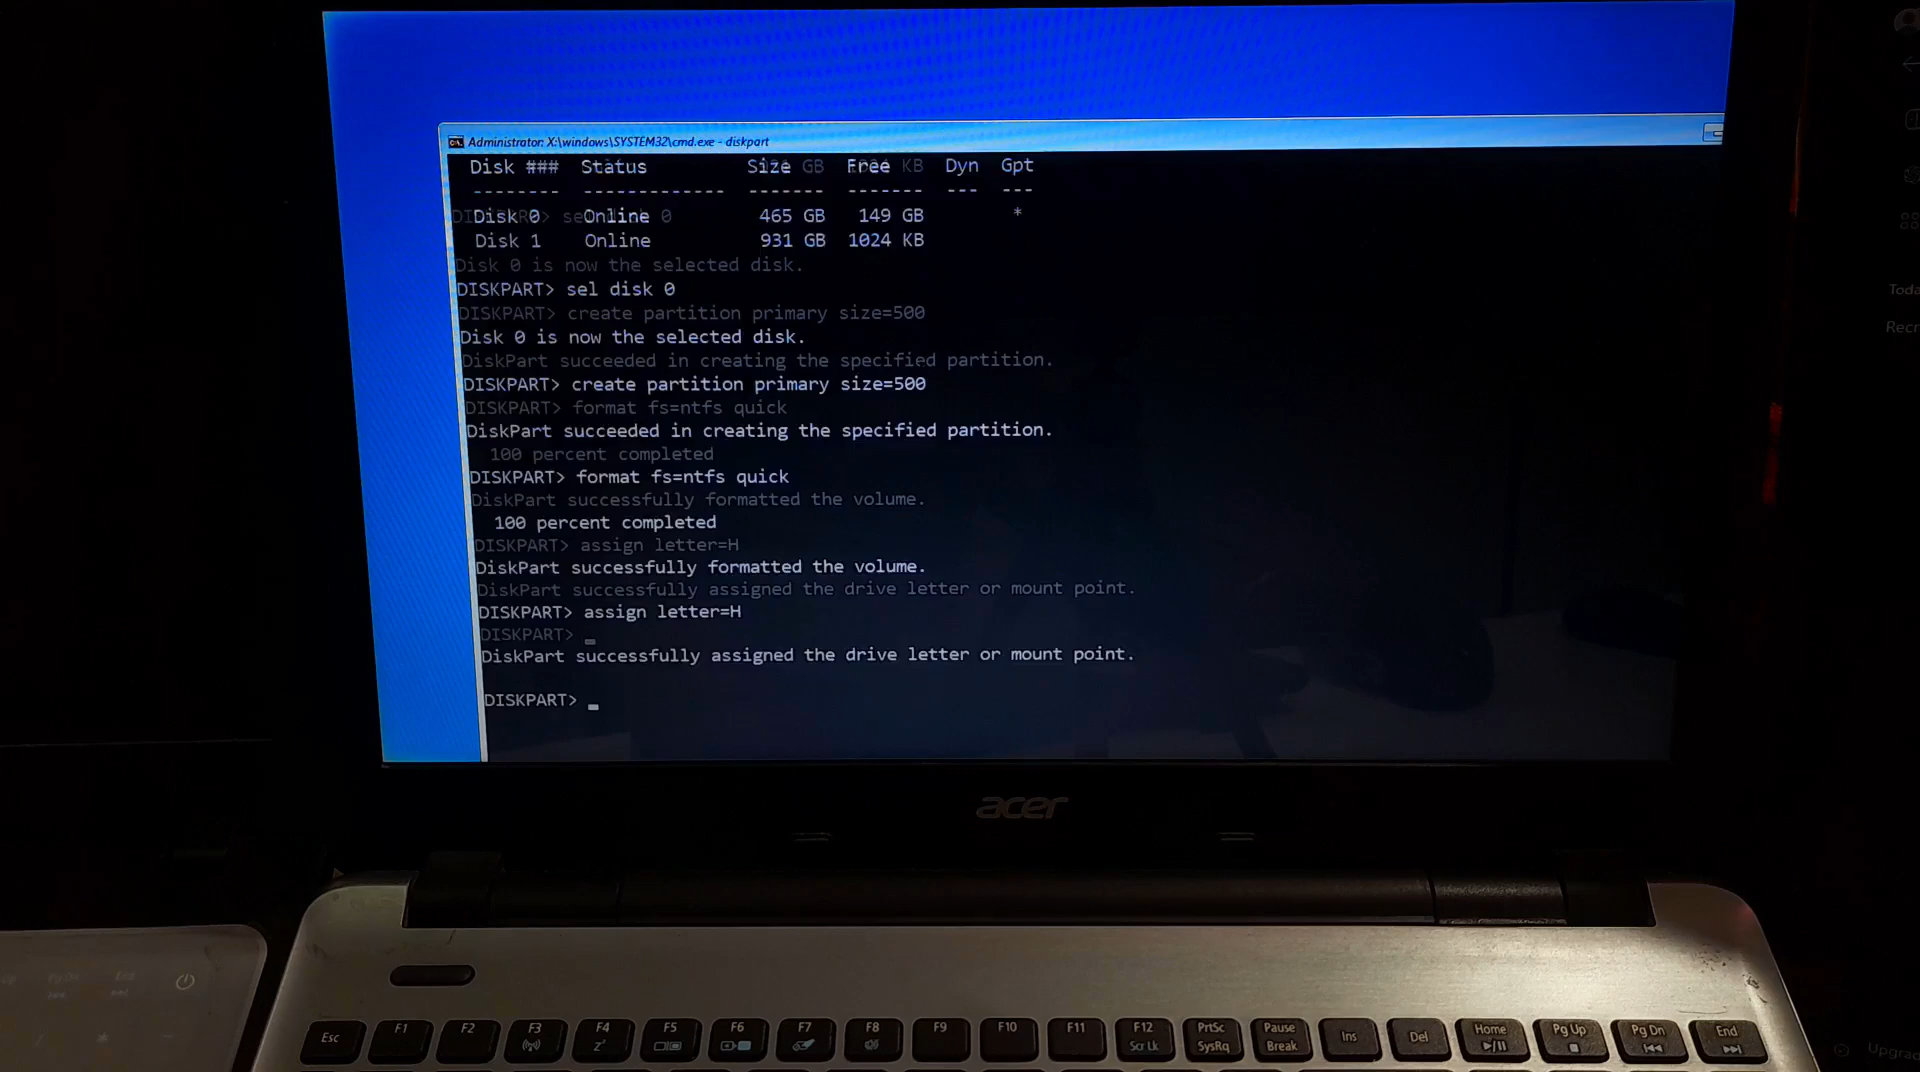 Administrator: X:\windows\SYSTEM32\cmd.exe - diskpart
Disk ### Status Size GB Free KB Dyn Gpt
-------- ------------- ------- ------- --- ---
Disk 0 Online 465 GB 149 GB *
Disk 1 Online 931 GB 1024 KB
Disk 0 is now the selected disk.
DISKPART> sel disk 0
DISKPART> create partition primary size=500
Disk 0 is now the selected disk.
DiskPart succeeded in creating the specified partition.
DISKPART> create partition primary size=500
DISKPART> format fs=ntfs quick
DiskPart succeeded in creating the specified partition.
100 percent completed
DISKPART> format fs=ntfs quick
DiskPart successfully formatted the volume.
100 percent completed
DISKPART> assign letter=H
DiskPart successfully formatted the volume.
DiskPart successfully assigned the drive letter or mount point.
DISKPART> assign letter=H
DISKPART> _
DiskPart successfully assigned the drive letter or mount point.
DISKPART> _
acer
Esc F1 F2 F3 F4 F5 F6 F7 F8 F9 F10 F11 F12 PrtSc Pause Ins Del Home Pg Up Pg Dn End
Scr Lk SysRq Break